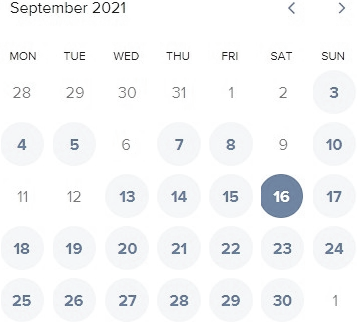 September 2021
MON TUE WED THU FRI SAT SUN
28 29 30 31 1 2 3
4 5 6 7 8 9 10
11 12 13 14 15 16 17
18 19 20 21 22 23 24
25 26 27 28 29 30 1